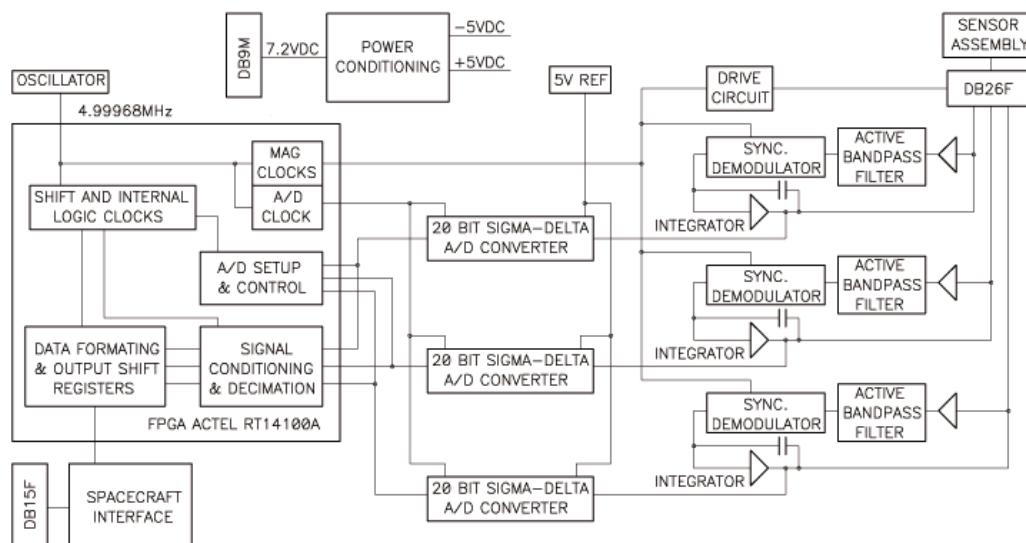 DB9M
7.2VDC
POWER
CONDITIONING
−5VDC
+5VDC
SENSOR
ASSEMBLY
OSCILLATOR
5V REF
DRIVE
CIRCUIT
DB26F
4.99968MHz
MAG
CLOCKS
A/D
CLOCK
SHIFT AND INTERNAL
LOGIC CLOCKS
SYNC.
DEMODULATOR
ACTIVE
BANDPASS
FILTER
INTEGRATOR
20 BIT SIGMA−DELTA
A/D CONVERTER
A/D SETUP
& CONTROL
SYNC.
DEMODULATOR
ACTIVE
BANDPASS
FILTER
INTEGRATOR
DATA FORMATING
& OUTPUT SHIFT
REGISTERS
SIGNAL
CONDITIONING
& DECIMATION
20 BIT SIGMA−DELTA
A/D CONVERTER
FPGA ACTEL RT14100A
SYNC.
DEMODULATOR
ACTIVE
BANDPASS
FILTER
INTEGRATOR
DB15F
SPACECRAFT
INTERFACE
20 BIT SIGMA−DELTA
A/D CONVERTER